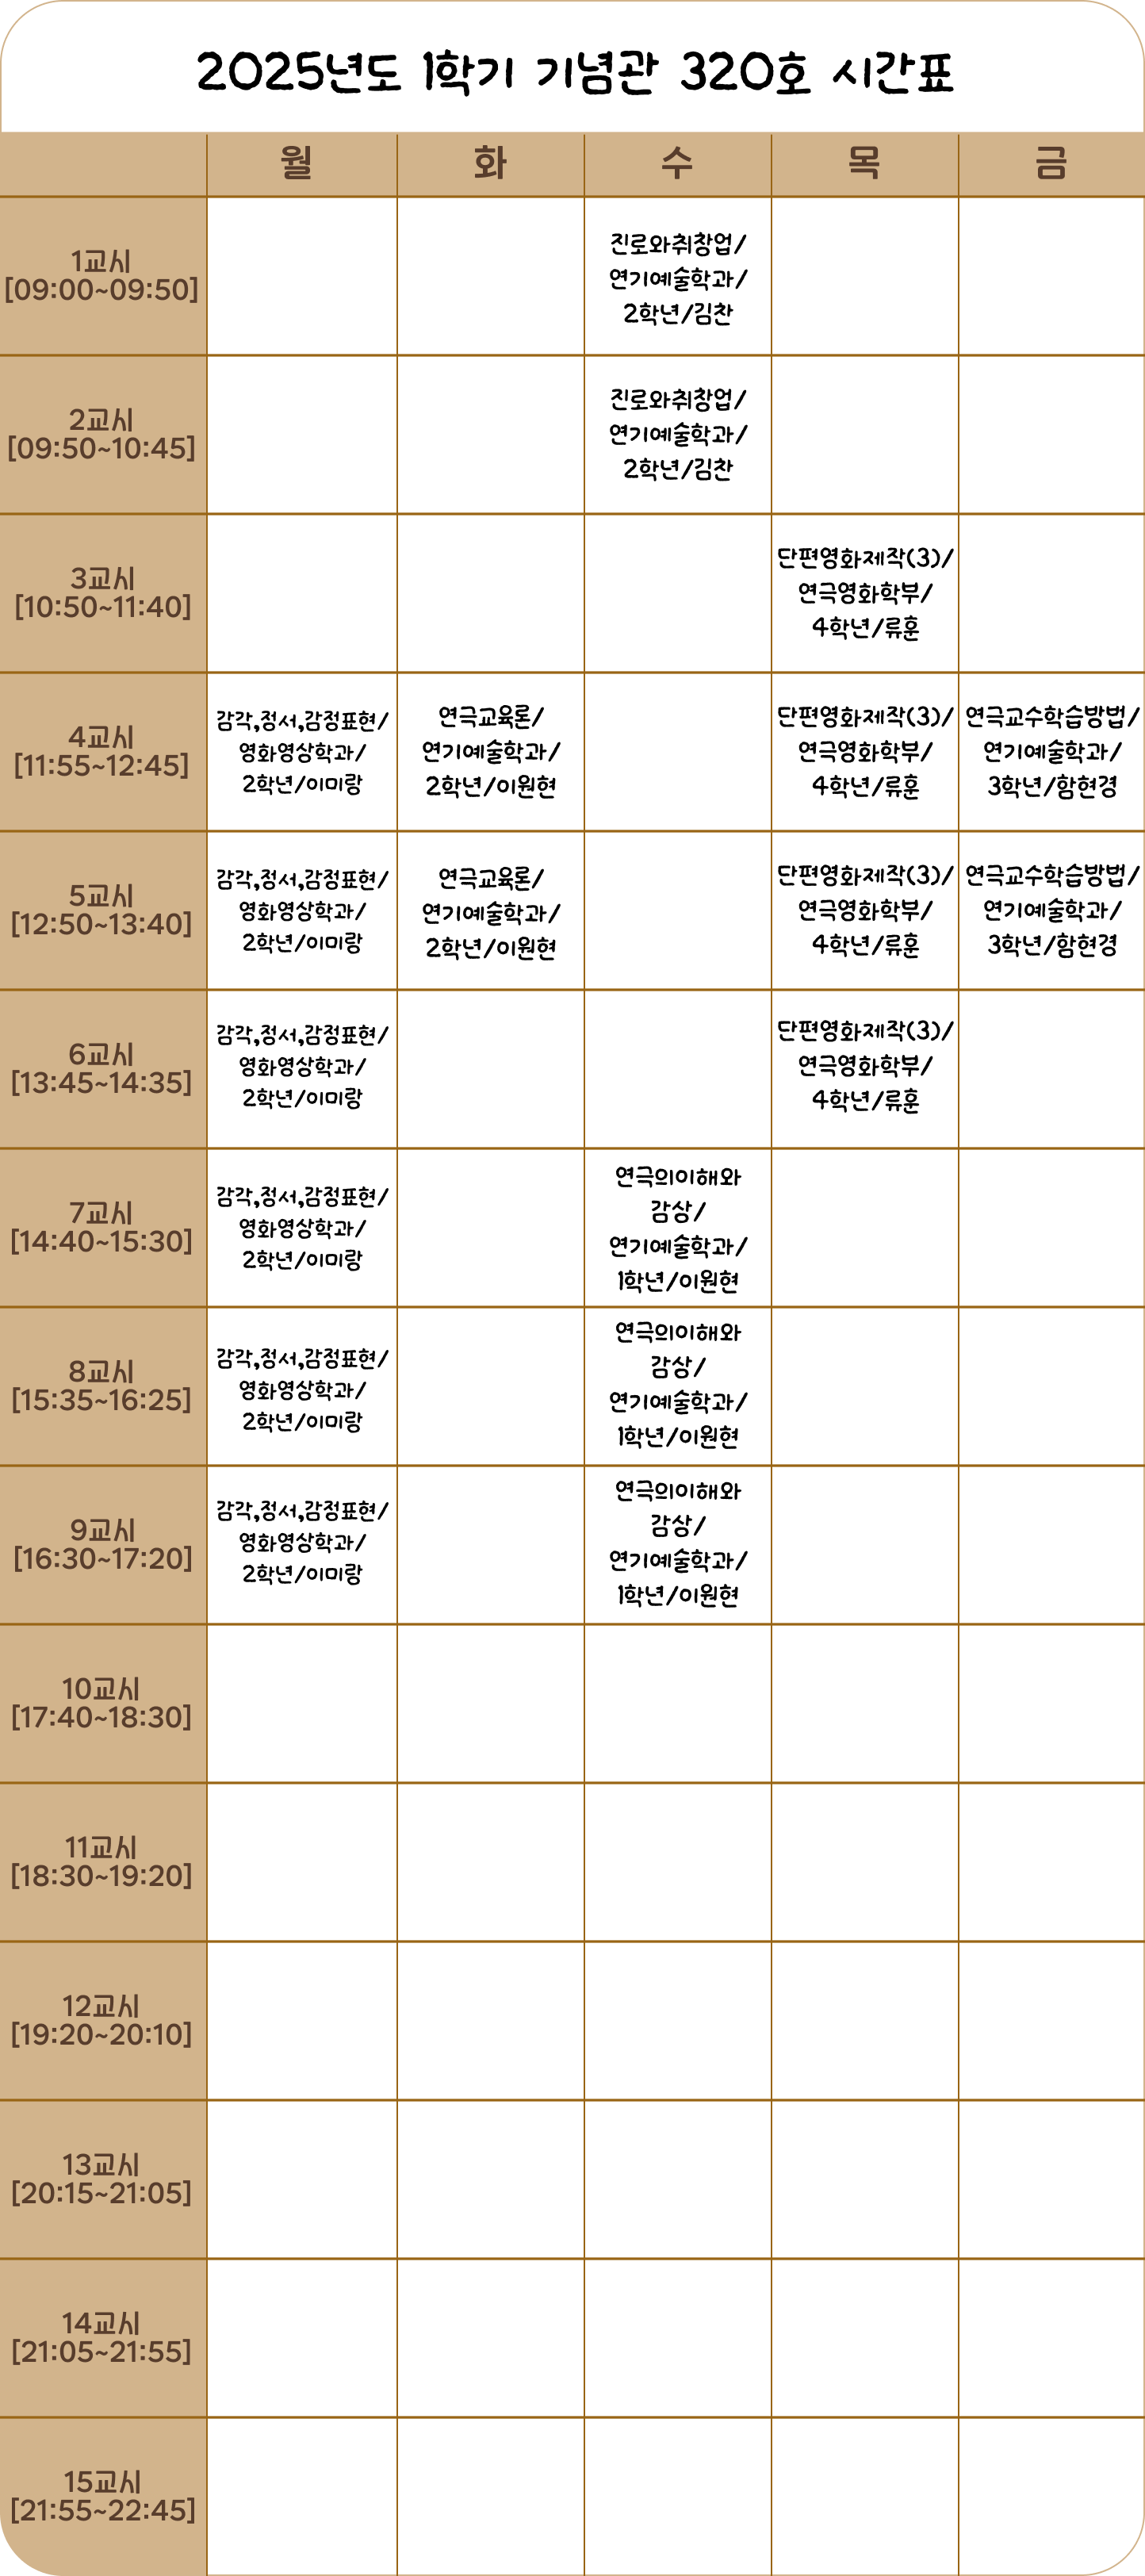 2025년도 1학기 기념관 320호 시간표
월 화 수 목 금
1교시
[09:00~09:50]
진로와취창업/
연기예술학과/
2학년/김찬
2교시
[09:50~10:45]
진로와취창업/
연기예술학과/
2학년/김찬
3교시
[10:50~11:40]
단편영화제작(3)/
연극영화학부/
4학년/류훈
4교시
[11:55~12:45]
감각,정서,감정표현/
영화영상학과/
2학년/이미랑
연극교육론/
연기예술학과/
2학년/이원현
단편영화제작(3)/
연극영화학부/
4학년/류훈
연극교수학습방법/
연기예술학과/
3학년/함현경
5교시
[12:50~13:40]
감각,정서,감정표현/
영화영상학과/
2학년/이미랑
연극교육론/
연기예술학과/
2학년/이원현
단편영화제작(3)/
연극영화학부/
4학년/류훈
연극교수학습방법/
연기예술학과/
3학년/함현경
6교시
[13:45~14:35]
감각,정서,감정표현/
영화영상학과/
2학년/이미랑
단편영화제작(3)/
연극영화학부/
4학년/류훈
7교시
[14:40~15:30]
감각,정서,감정표현/
영화영상학과/
2학년/이미랑
연극의이해와
감상/
연기예술학과/
1학년/이원현
8교시
[15:35~16:25]
감각,정서,감정표현/
영화영상학과/
2학년/이미랑
연극의이해와
감상/
연기예술학과/
1학년/이원현
9교시
[16:30~17:20]
감각,정서,감정표현/
영화영상학과/
2학년/이미랑
연극의이해와
감상/
연기예술학과/
1학년/이원현
10교시
[17:40~18:30]
11교시
[18:30~19:20]
12교시
[19:20~20:10]
13교시
[20:15~21:05]
14교시
[21:05~21:55]
15교시
[21:55~22:45]